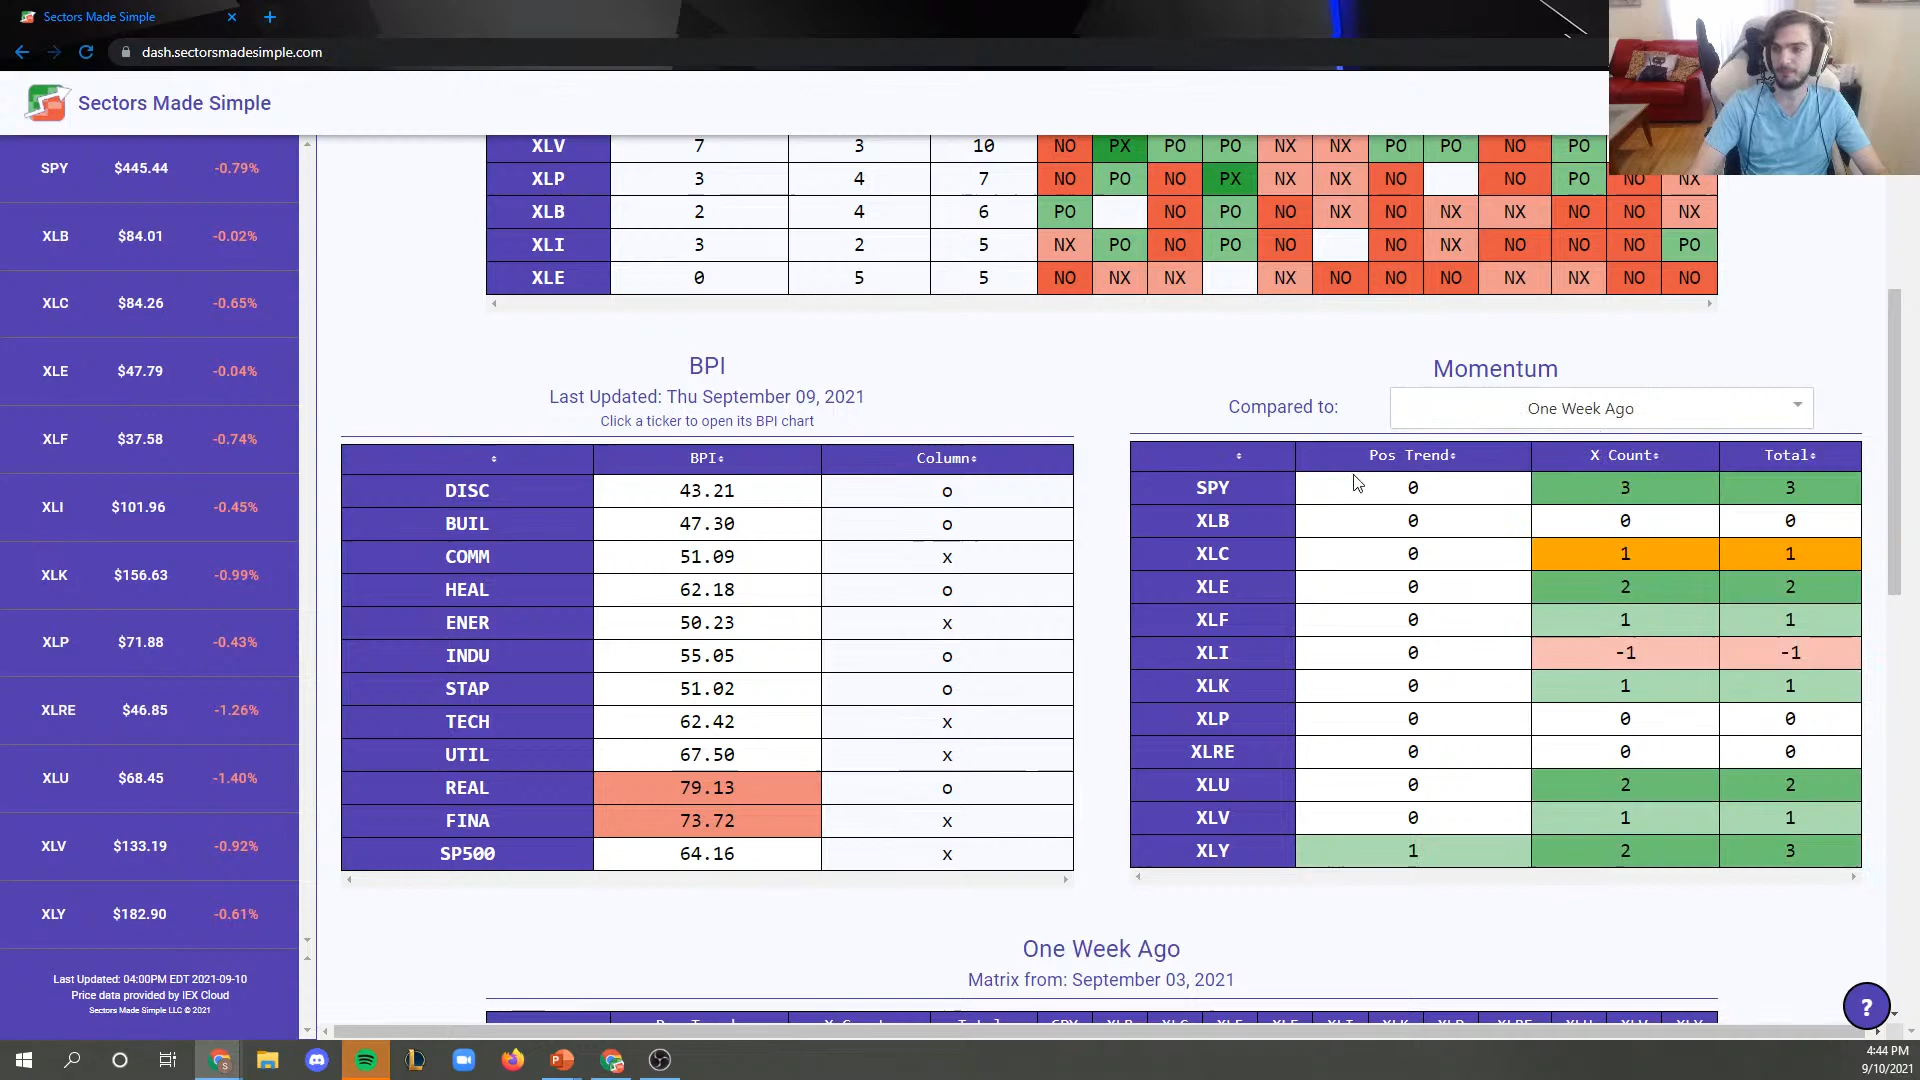 Sectors Made Simple
dash.sectorsmadesimple.com
Sectors Made Simple
SPY $445.44 -0.79%
XLB $84.01 -0.02%
XLC $84.26 -0.65%
XLE $47.79 -0.04%
XLF $37.58 -0.74%
XLI $101.96 -0.45%
XLK $156.63 -0.99%
XLP $71.88 -0.43%
XLRE $46.85 -1.26%
XLU $68.45 -1.40%
XLV $133.19 -0.92%
XLY $182.90 -0.61%
Last Updated: 04:00PM EDT 2021-09-10
Price data provided by IEX Cloud
Sectors Made Simple LLC © 2021
XLV 7 3 10 NO PX PO PO NX NX PO PO NO PO
XLP 3 4 7 NO PO NO PX NX NX NO NO PO NO NX
XLB 2 4 6 PO NO PO NO NX NO NX NX NO NO NX
XLI 3 2 5 NX PO NO PO NO NO NX NO NO NO PO
XLE 0 5 5 NO NX NX NX NO NO NO NX NX NO NO
BPI
Last Updated: Thu September 09, 2021
Click a ticker to open its BPI chart
BPI Column
DISC 43.21 o
BUIL 47.30 o
COMM 51.09 x
HEAL 62.18 o
ENER 50.23 x
INDU 55.05 o
STAP 51.02 o
TECH 62.42 x
UTIL 67.50 x
REAL 79.13 o
FINA 73.72 x
SP500 64.16 x
Momentum
Compared to: One Week Ago
Pos Trend X Count Total
SPY 0 3 3
XLB 0 0 0
XLC 0 1 1
XLE 0 2 2
XLF 0 1 1
XLI 0 -1 -1
XLK 0 1 1
XLP 0 0 0
XLRE 0 0 0
XLU 0 2 2
XLV 0 1 1
XLY 1 2 3
One Week Ago
Matrix from: September 03, 2021
?
4:44 PM
9/10/2021